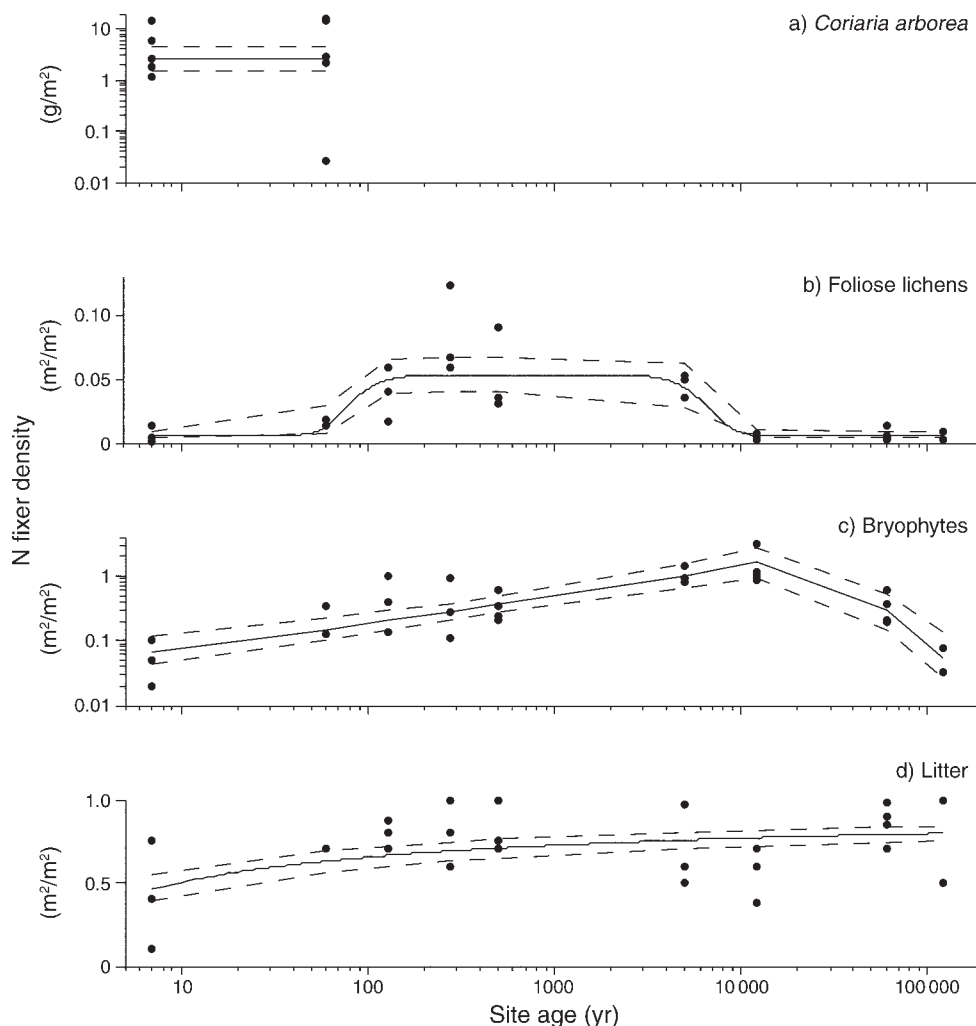 a) Coriaria arborea
10
1
0.1
0.01
(g/m²)
b) Foliose lichens
0.10
0.05
0
(m²/m²)
N fixer density
c) Bryophytes
1
0.1
0.01
(m²/m²)
d) Litter
1.0
0.5
0
(m²/m²)
10
100
1000
10 000
100 000
Site age (yr)